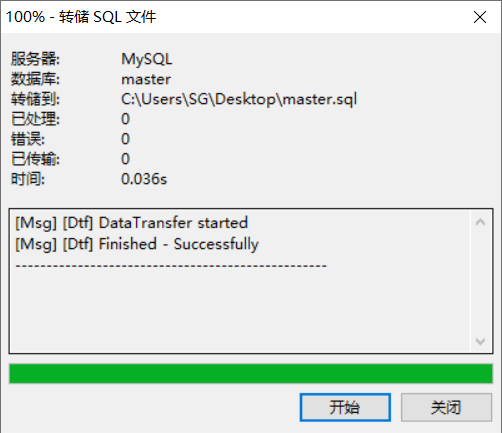 100% - 转储 SQL 文件
服务器: MySQL
数据库: master
转储到: C:\Users\SG\Desktop\master.sql
已处理: 0
错误: 0
已传输: 0
时间: 0.036s
[Msg] [Dtf] DataTransfer started
[Msg] [Dtf] Finished - Successfully
--------------------------------------------------
开始 关闭